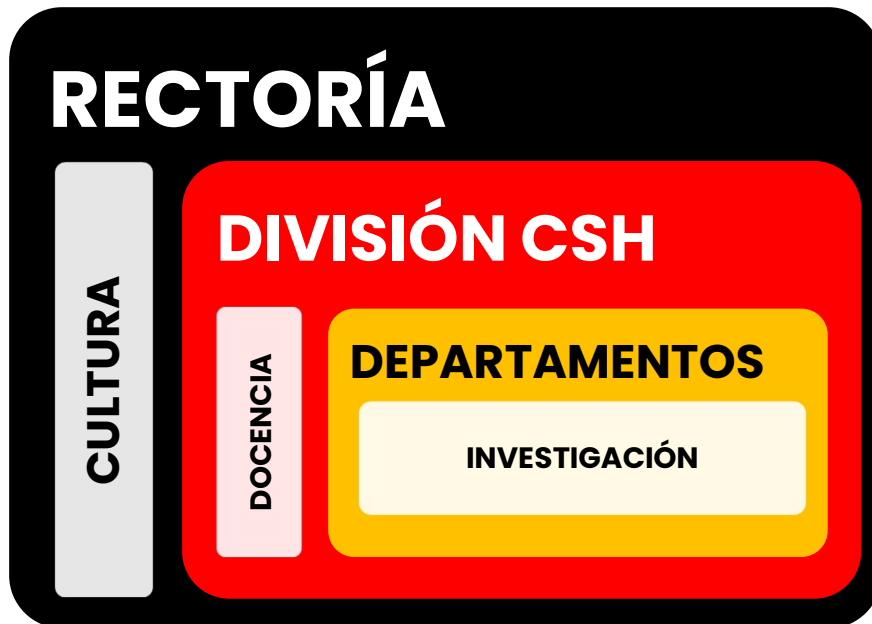 RECTORÍA
CULTURA
DIVISIÓN CSH
DOCENCIA
DEPARTAMENTOS
INVESTIGACIÓN